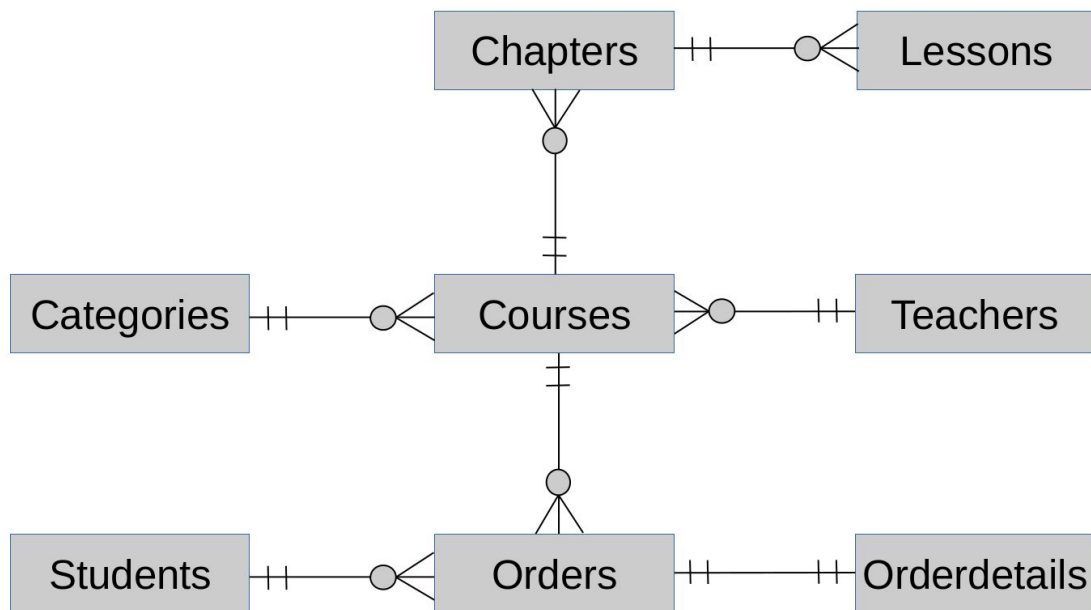 Chapters
Lessons
Categories
Courses
Teachers
Students
Orders
Orderdetails